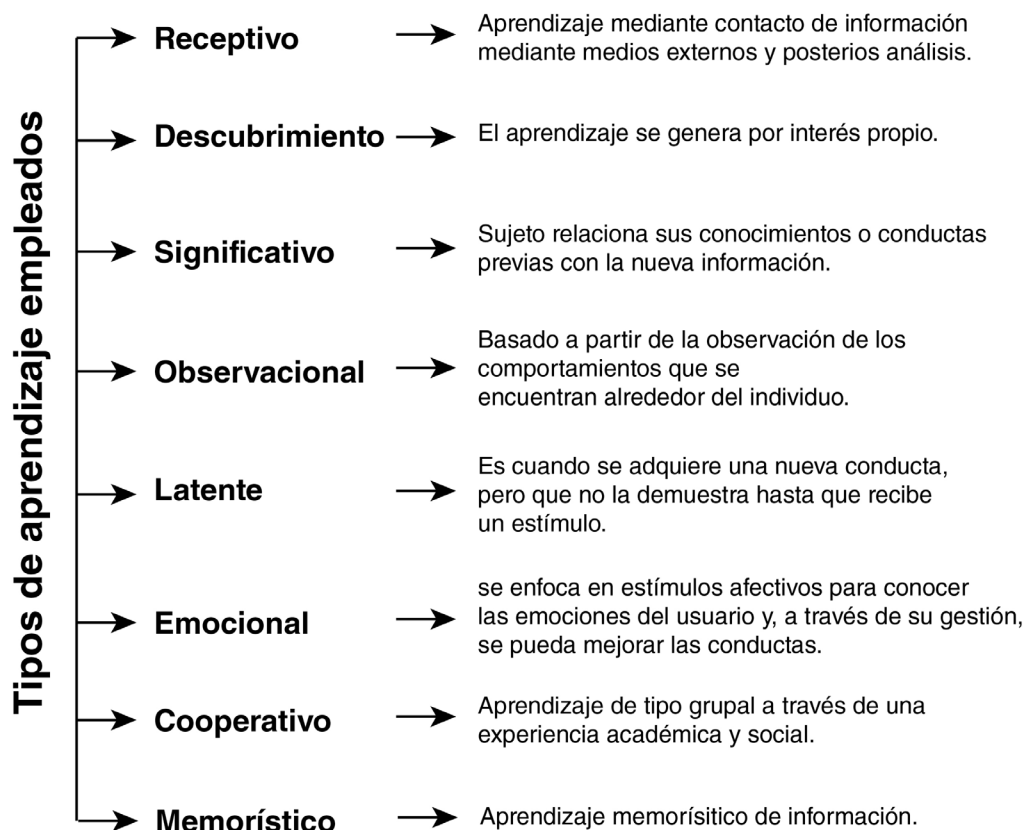 Tipos de aprendizaje empleados
Receptivo
Aprendizaje mediante contacto de información
mediante medios externos y posterios análisis.
Descubrimiento
El aprendizaje se genera por interés propio.
Significativo
Sujeto relaciona sus conocimientos o conductas
previas con la nueva información.
Observacional
Basado a partir de la observación de los
comportamientos que se
encuentran alrededor del individuo.
Latente
Es cuando se adquiere una nueva conducta,
pero que no la demuestra hasta que recibe
un estímulo.
Emocional
se enfoca en estímulos afectivos para conocer
las emociones del usuario y, a través de su gestión,
se pueda mejorar las conductas.
Cooperativo
Aprendizaje de tipo grupal a través de una
experiencia académica y social.
Memorístico
Aprendizaje memorísitico de información.